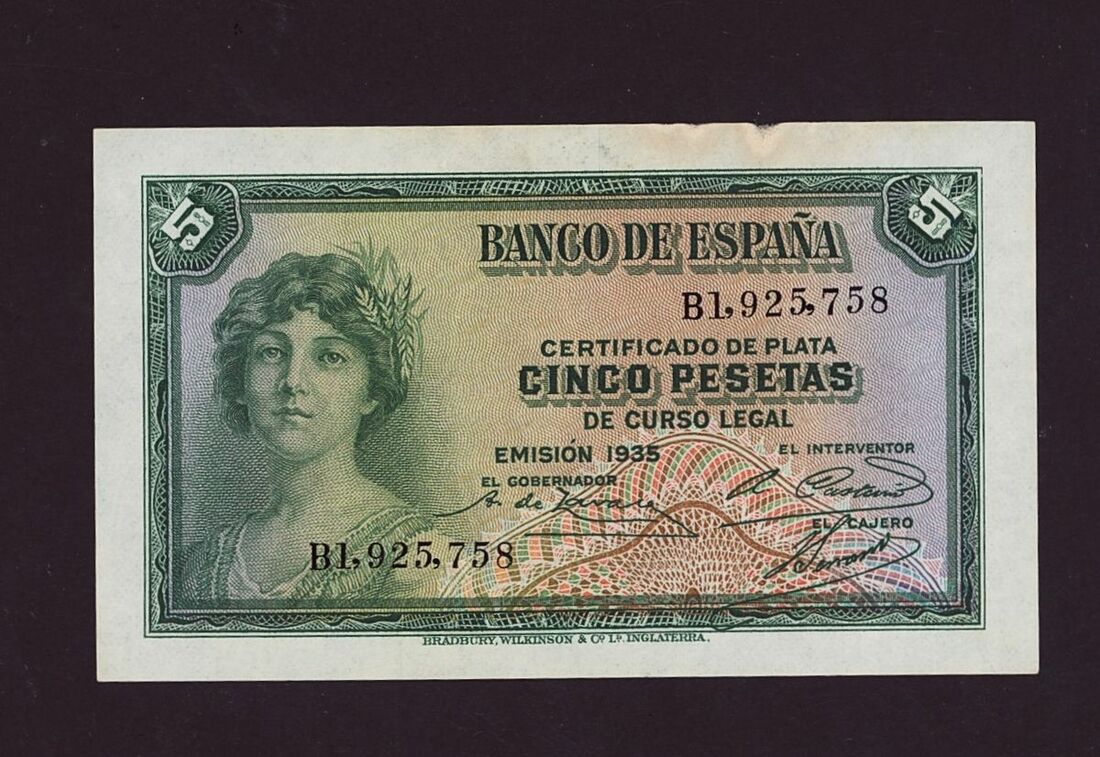 5 5
BANCO DE ESPAÑA
B1,925,758
CERTIFICADO DE PLATA
CINCO PESETAS
DE CURSO LEGAL
EMISIÓN 1935
EL INTERVENTOR
EL GOBERNADOR
A. de
EL CAJERO
B1,925,758
BRADBURY, WILKINSON & Cº Lᵈ. INGLATERRA.